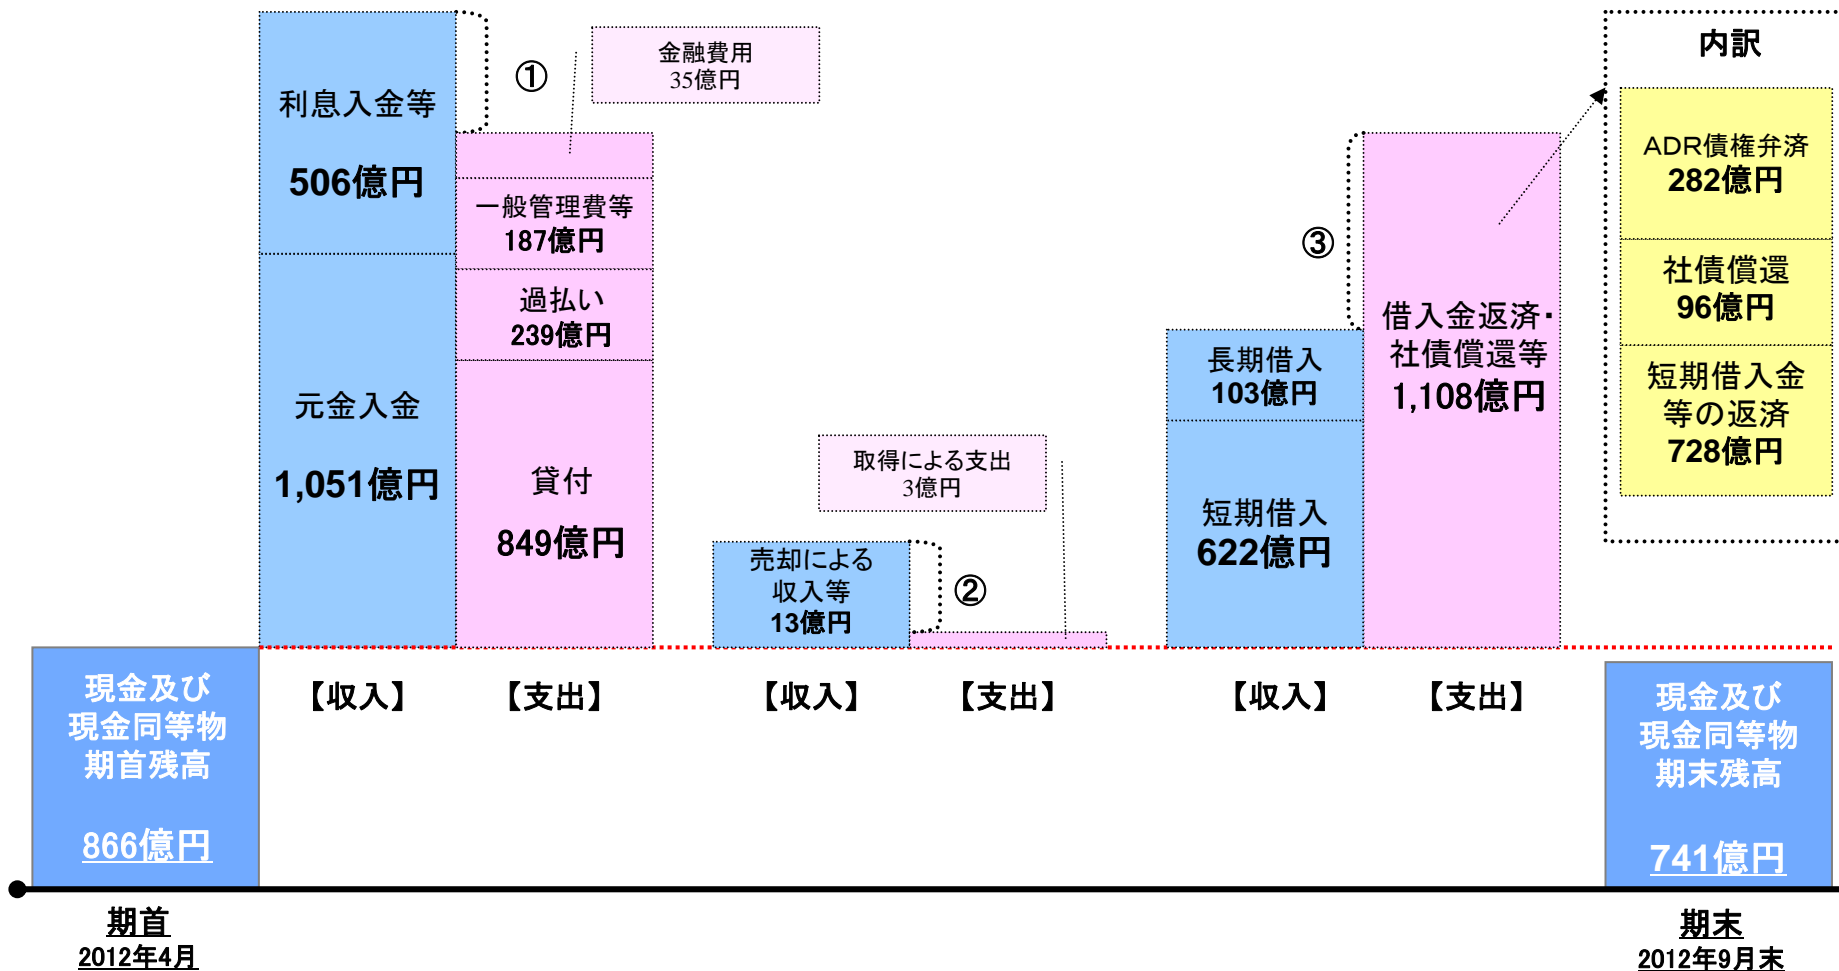 利息入金等
506億円
元金入金
1,051億円
①
金融費用
35億円
一般管理費等
187億円
過払い
239億円
貸付
849億円
売却による
収入等
13億円
②
取得による支出
3億円
③
長期借入
103億円
短期借入
622億円
借入金返済・
社債償還等
1,108億円
内訳
ADR債権弁済
282億円
社債償還
96億円
短期借入金
等の返済
728億円
【収入】
【支出】
【収入】
【支出】
【収入】
【支出】
現金及び
現金同等物
期首残高
866億円
現金及び
現金同等物
期末残高
741億円
期首
2012年4月
期末
2012年9月末